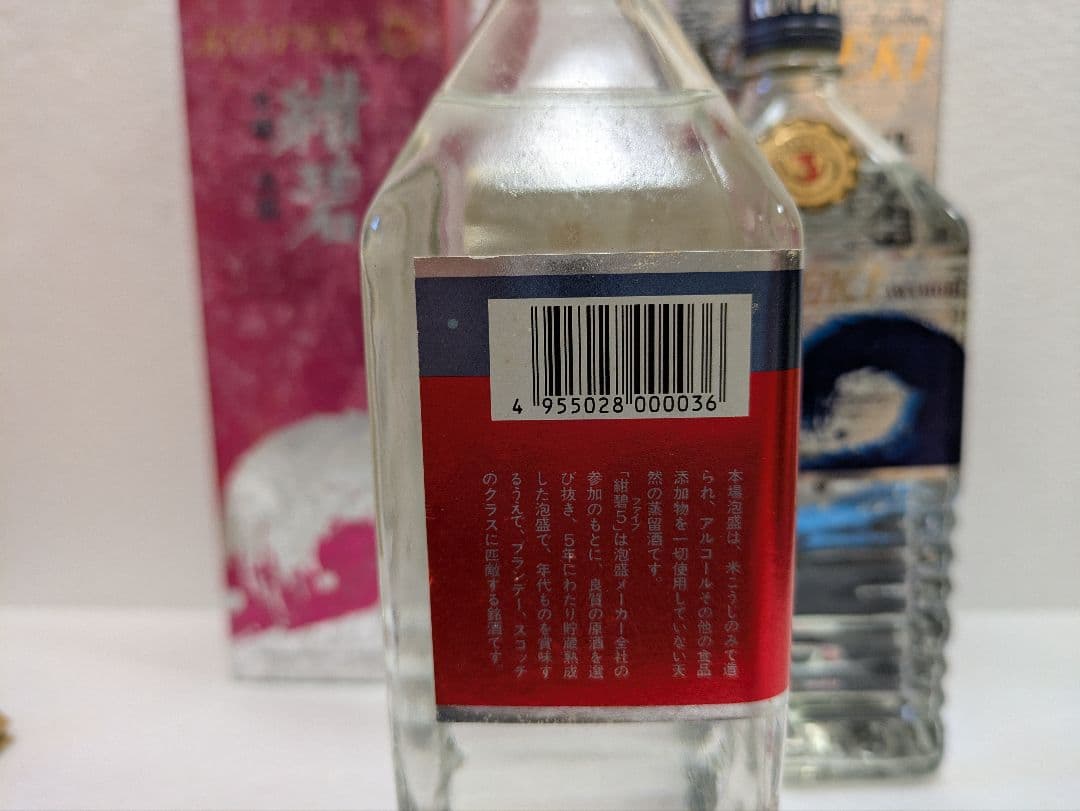 4 955028 000036
本場泡盛は、米こうじのみで造
られ、アルコールその他の食品
添加物を一切使用していない天
然の蒸留酒です。
ファイブ
「紺碧5」は泡盛メーカー全社の
参加のもとに、良質の原酒を選
び抜き、5年にわたり貯蔵熟成
した泡盛で、年代ものを賞味す
るうえで、ブランデー、スコッチ
のクラスに匹敵する銘酒です。
紺碧
3